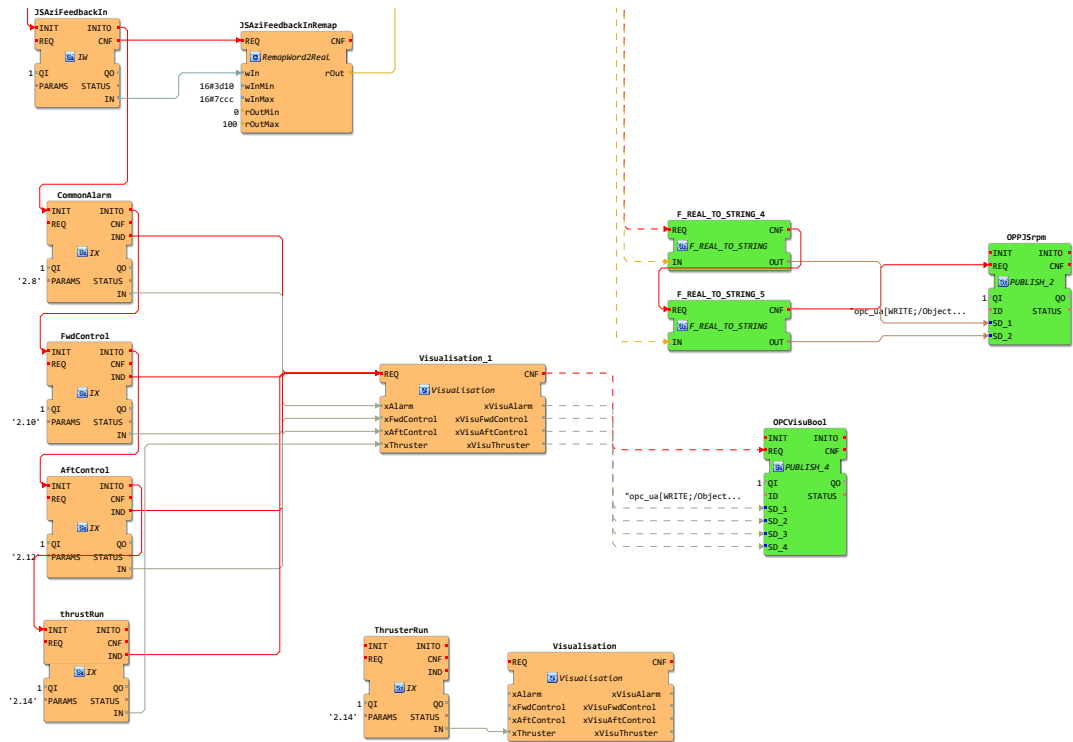 JSAziFeedbackIn
INIT INITO
REQ CNF
IW
1 QI QO
PARAMS STATUS
IN
JSAziFeedbackInRemap
REQ CNF
RemapWord2Real
wIn rOut
16#3d10 wInMin
16#7ccc wInMax
0 rOutMin
100 rOutMax
CommonAlarm
INIT INITO
REQ CNF
IND
IX
1 QI QO
'2.8' PARAMS STATUS
IN
F_REAL_TO_STRING_4
REQ CNF
F_REAL_TO_STRING
IN OUT
F_REAL_TO_STRING_5
REQ CNF
F_REAL_TO_STRING
IN OUT
OPPJSrpm
INIT INITO
REQ CNF
PUBLISH_2
1 QI QO
"opc_ua[WRITE;/Object... ID STATUS
SD_1
SD_2
FwdControl
INIT INITO
REQ CNF
IND
IX
1 QI QO
'2.10' PARAMS STATUS
IN
Visualisation_1
REQ CNF
Visualisation
xAlarm xVisuAlarm
xFwdControl xVisuFwdControl
xAftControl xVisuAftControl
xThruster xVisuThruster
OPCVisuBool
INIT INITO
REQ CNF
PUBLISH_4
1 QI QO
"opc_ua[WRITE;/Object... ID STATUS
SD_1
SD_2
SD_3
SD_4
AftControl
INIT INITO
REQ CNF
IND
IX
1 QI QO
'2.12' PARAMS STATUS
IN
thrustRun
INIT INITO
REQ CNF
IND
IX
1 QI QO
'2.14' PARAMS STATUS
IN
ThrusterRun
INIT INITO
REQ CNF
IND
IX
1 QI QO
'2.14' PARAMS STATUS
IN
Visualisation
REQ CNF
Visualisation
xAlarm xVisuAlarm
xFwdControl xVisuFwdControl
xAftControl xVisuAftControl
xThruster xVisuThruster